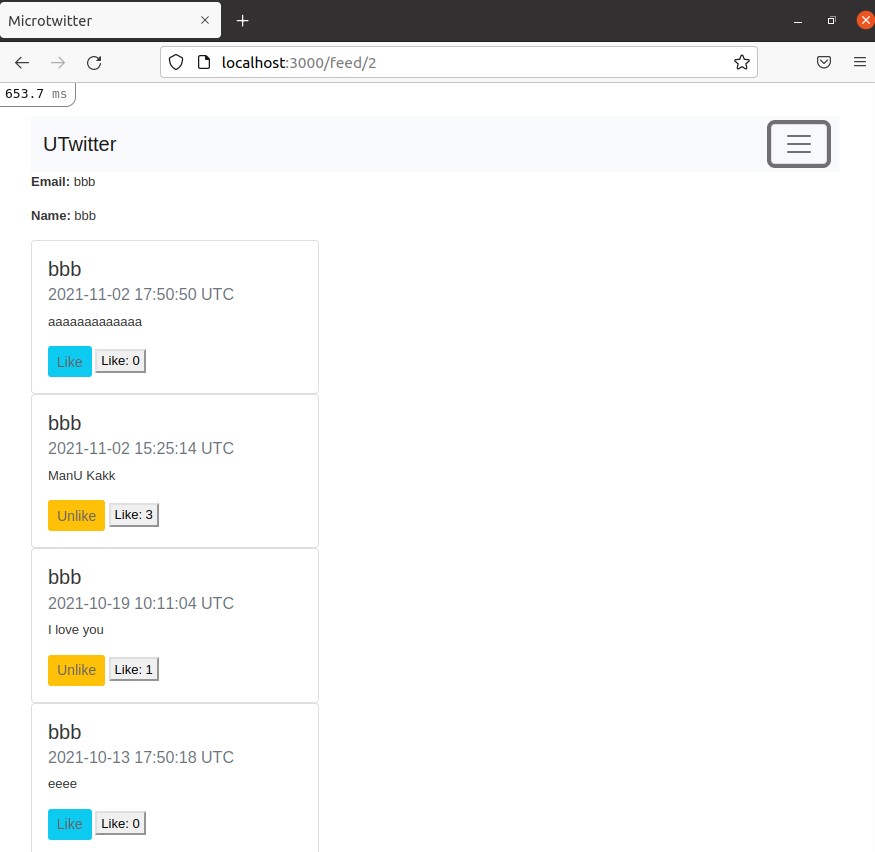 Microtwitter
localhost:3000/feed/2
653.7 ms
UTwitter
Email: bbb
Name: bbb
bbb
2021-11-02 17:50:50 UTC
aaaaaaaaaaaaa
Like Like: 0
bbb
2021-11-02 15:25:14 UTC
ManU Kakk
Unlike Like: 3
bbb
2021-10-19 10:11:04 UTC
I love you
Unlike Like: 1
bbb
2021-10-13 17:50:18 UTC
eeee
Like Like: 0